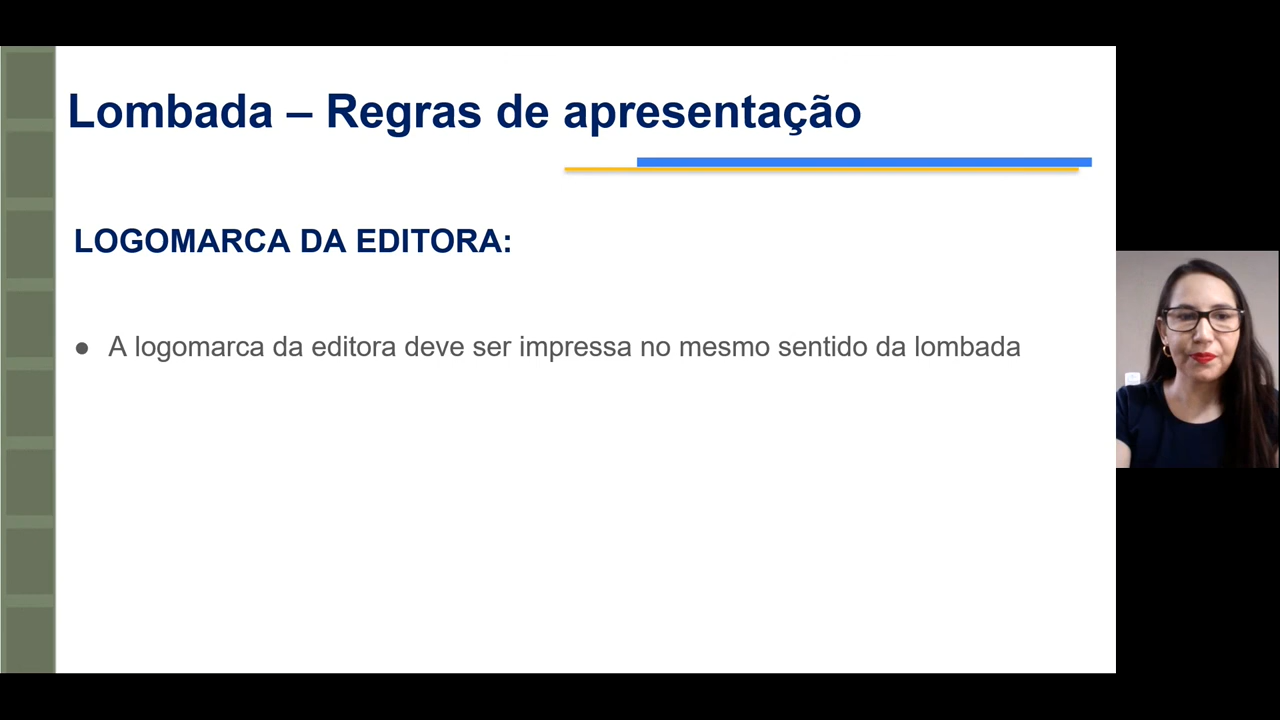 Lombada – Regras de apresentação
LOGOMARCA DA EDITORA:
● A logomarca da editora deve ser impressa no mesmo sentido da lombada